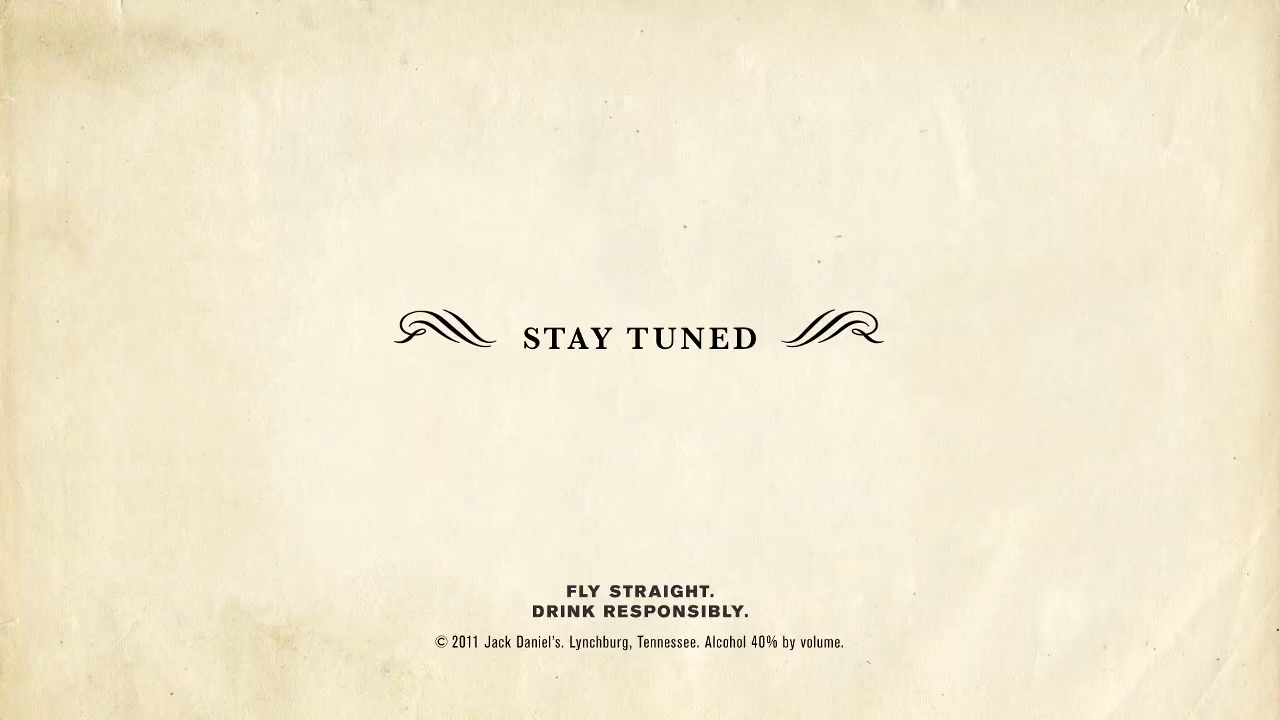 STAY TUNED
FLY STRAIGHT.
DRINK RESPONSIBLY.
© 2011 Jack Daniel's. Lynchburg, Tennessee. Alcohol 40% by volume.